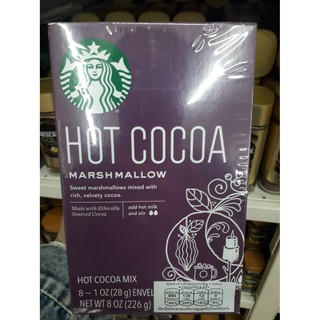 HOT COCOA
MARSHMALLOW
Sweet marshmallows mixed with
rich, velvety cocoa.
Made with Ethically
Sourced Cocoa
add hot milk
and stir
HOT COCOA MIX
8 – 1 OZ (28 g) ENVEL
NET WT 8 OZ (226 g)